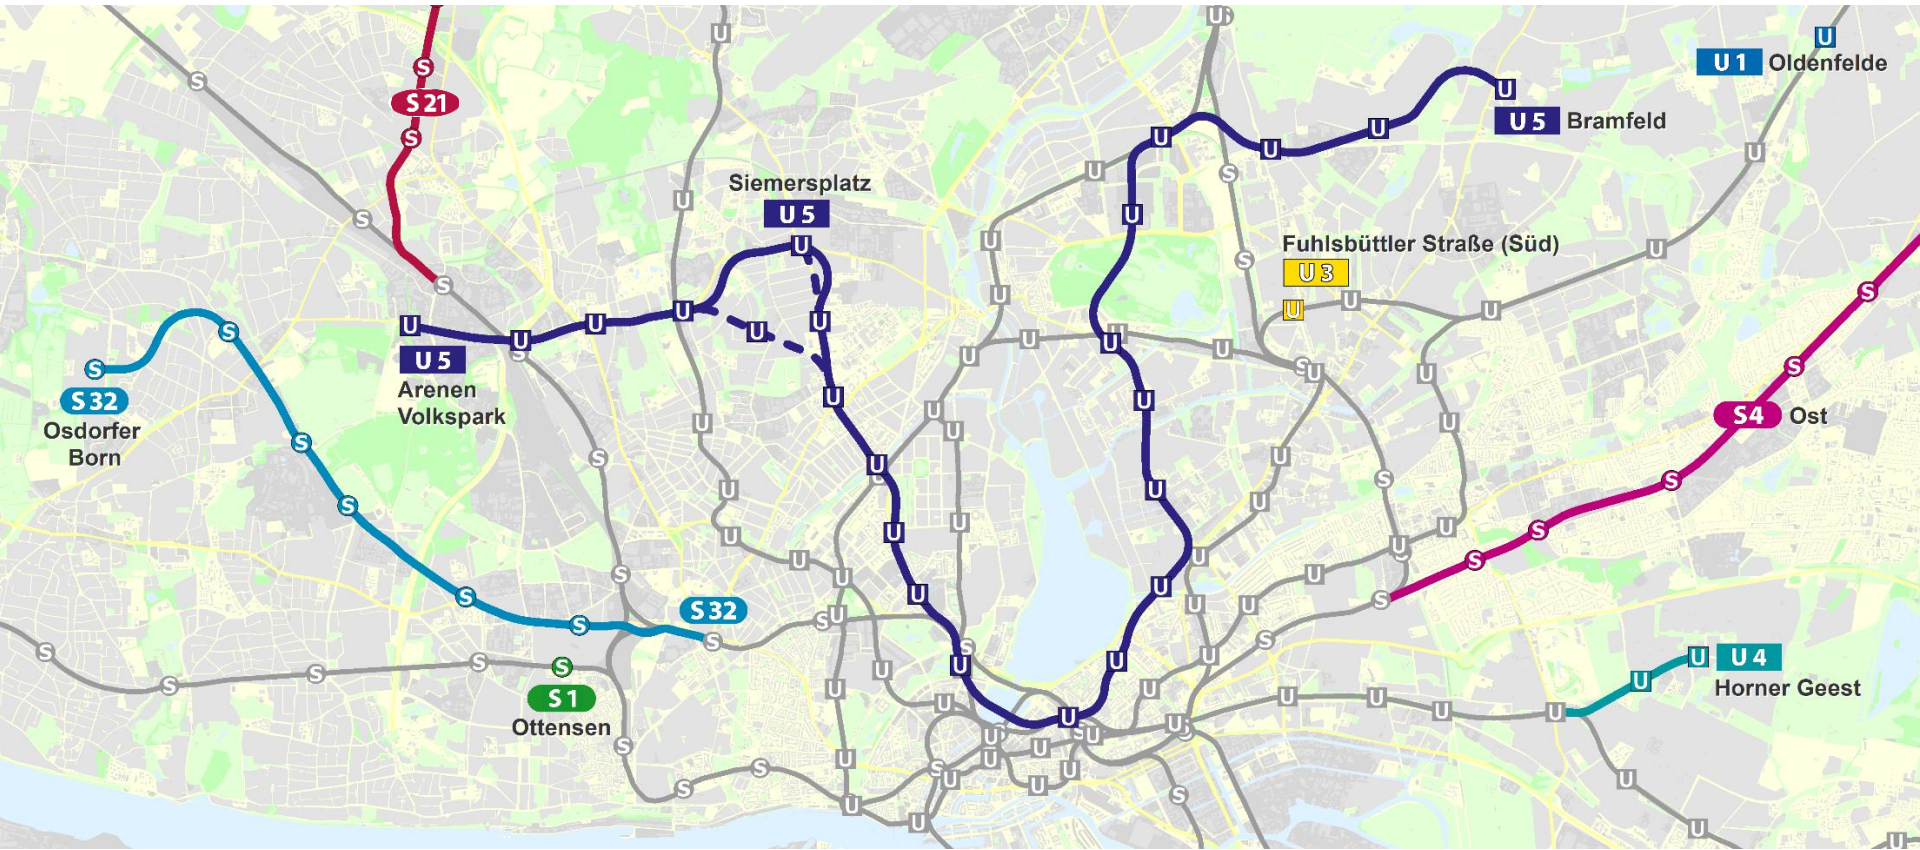 S 21
U 1 Oldenfelde
U 5 Bramfeld
Siemersplatz
U 5
Fuhlsbüttler Straße (Süd)
U 3
U 5
Arenen
Volkspark
S 32
Osdorfer
Born
S4 Ost
S 32
U 4
Horner Geest
S 1
Ottensen